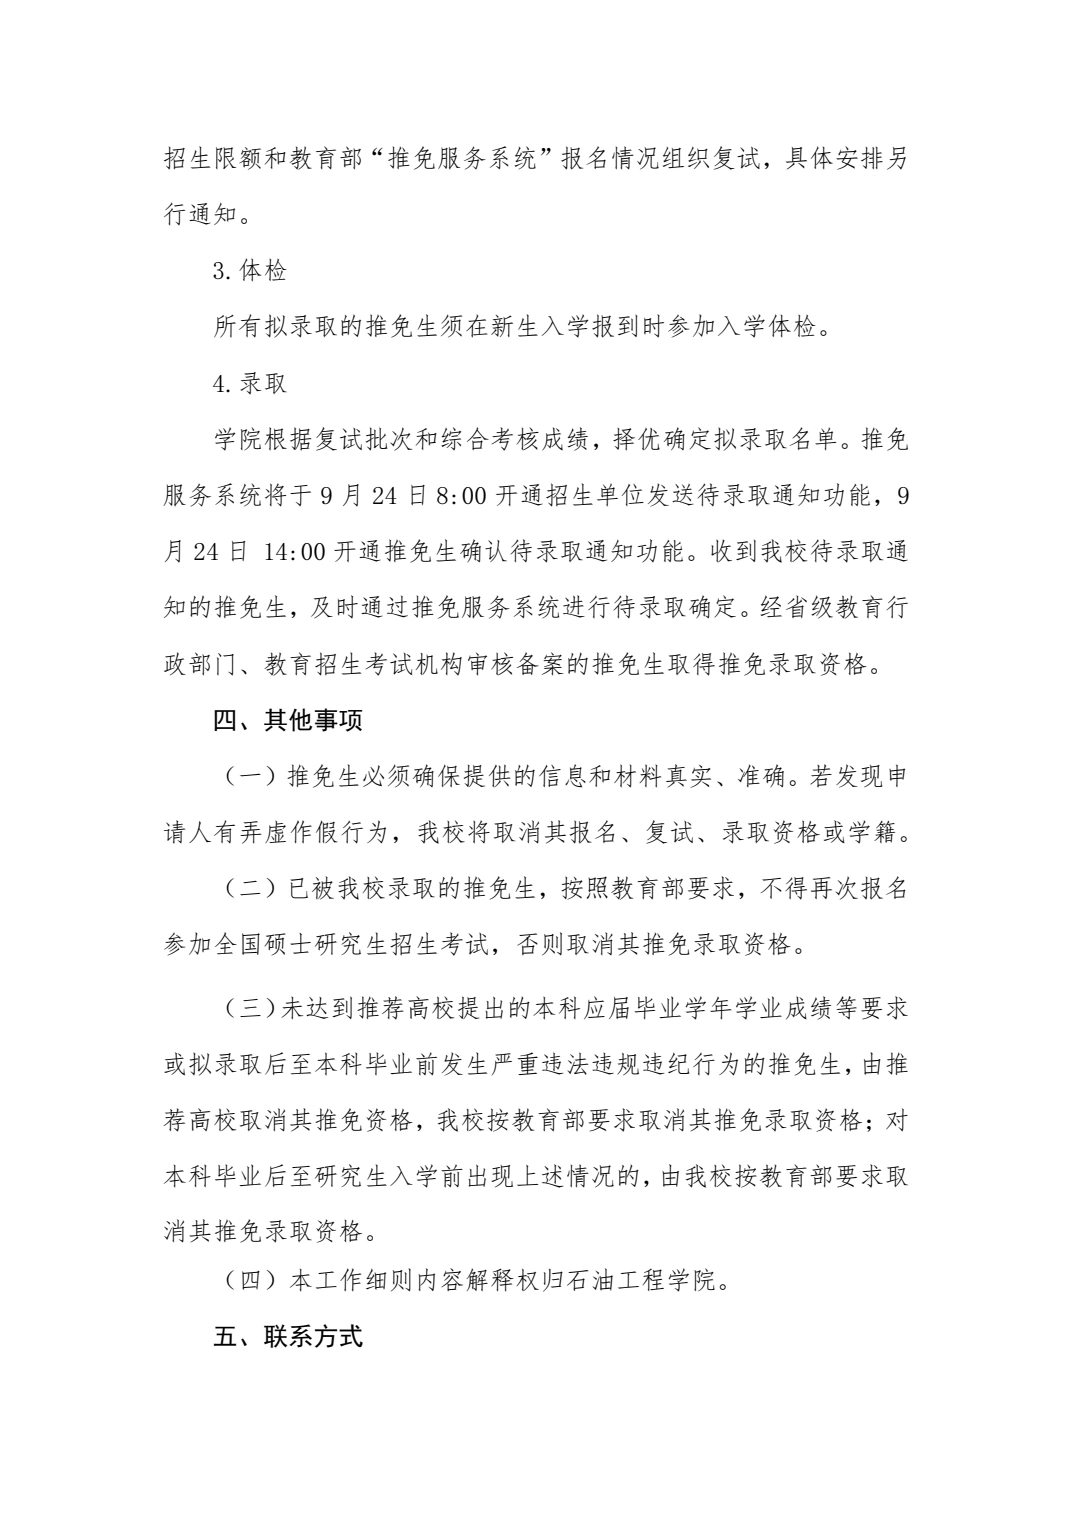 招生限额和教育部“推免服务系统”报名情况组织复试，具体安排另
行通知。
3.体检
所有拟录取的推免生须在新生入学报到时参加入学体检。
4.录取
学院根据复试批次和综合考核成绩，择优确定拟录取名单。推免
服务系统将于 9 月 24 日 8:00 开通招生单位发送待录取通知功能，9
月 24 日 14:00 开通推免生确认待录取通知功能。收到我校待录取通
知的推免生，及时通过推免服务系统进行待录取确定。经省级教育行
政部门、教育招生考试机构审核备案的推免生取得推免录取资格。
四、其他事项
（一）推免生必须确保提供的信息和材料真实、准确。若发现申
请人有弄虚作假行为，我校将取消其报名、复试、录取资格或学籍。
（二）已被我校录取的推免生，按照教育部要求，不得再次报名
参加全国硕士研究生招生考试，否则取消其推免录取资格。
（三）未达到推荐高校提出的本科应届毕业学年学业成绩等要求
或拟录取后至本科毕业前发生严重违法违规违纪行为的推免生，由推
荐高校取消其推免资格，我校按教育部要求取消其推免录取资格；对
本科毕业后至研究生入学前出现上述情况的，由我校按教育部要求取
消其推免录取资格。
（四）本工作细则内容解释权归石油工程学院。
五、联系方式